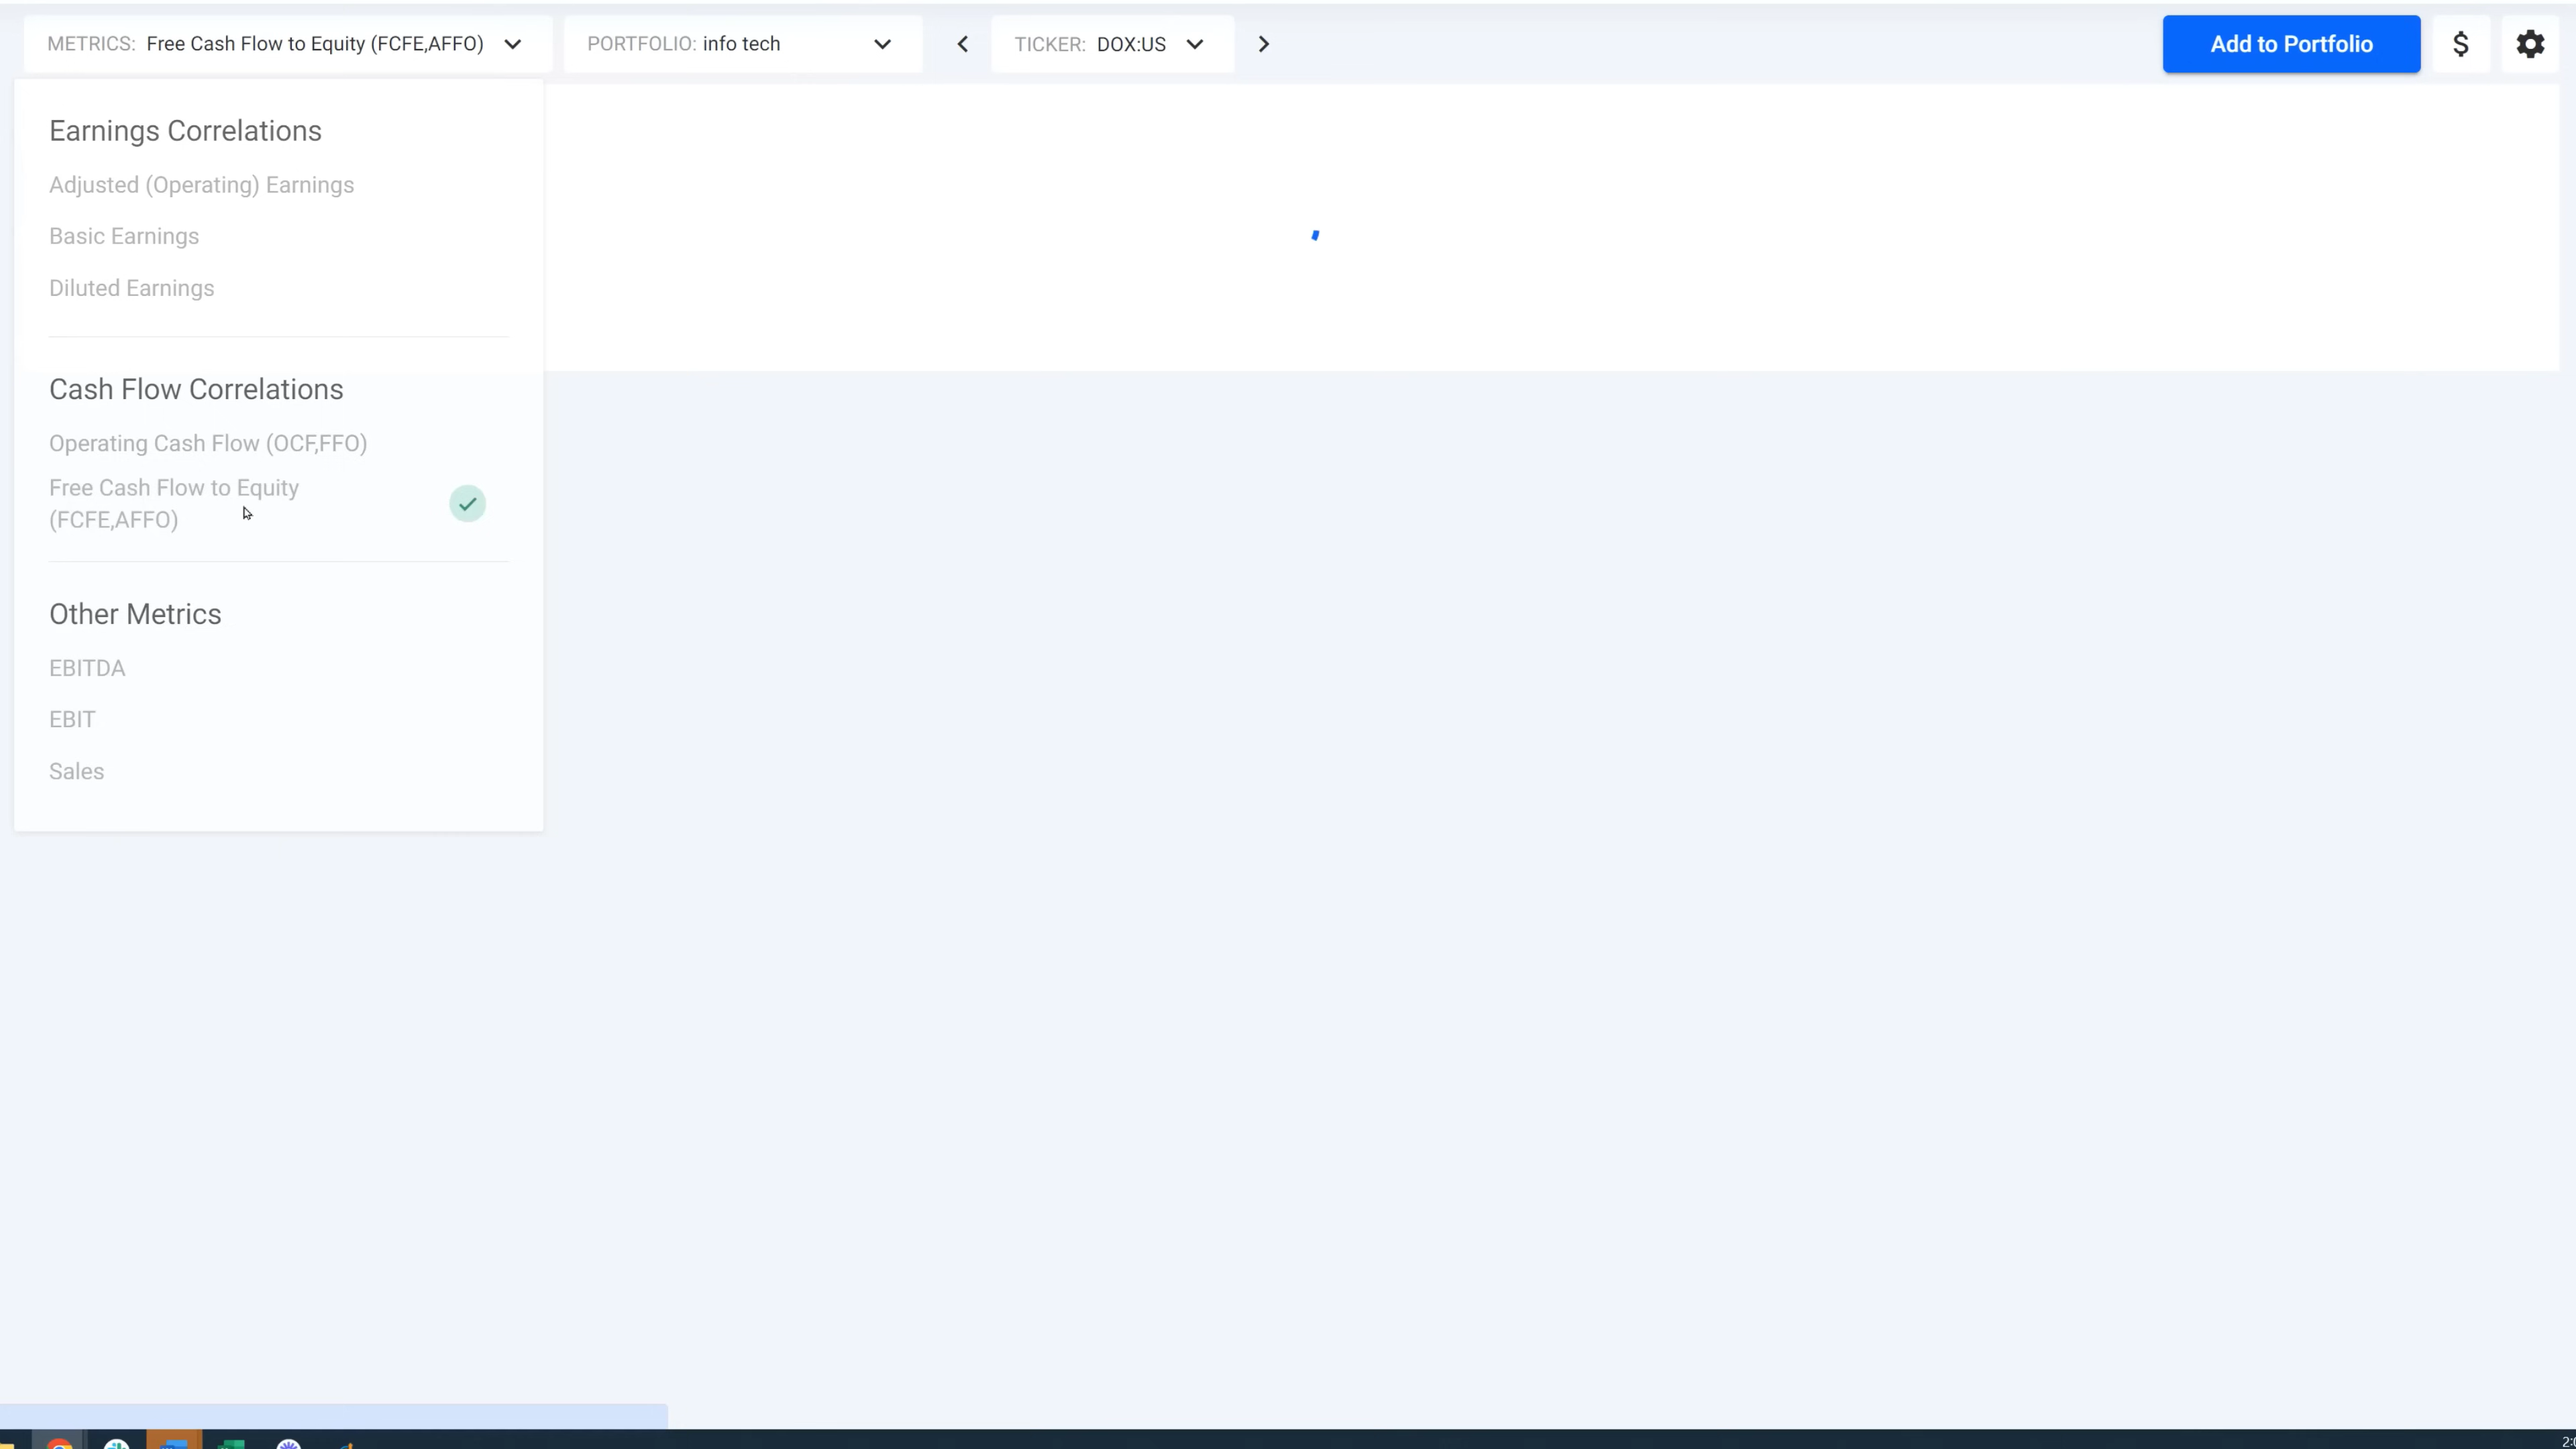 METRICS: Free Cash Flow to Equity (FCFE,AFFO)
PORTFOLIO: info tech
TICKER: DOX:US
Add to Portfolio
$
Earnings Correlations
Adjusted (Operating) Earnings
Basic Earnings
Diluted Earnings
Cash Flow Correlations
Operating Cash Flow (OCF,FFO)
Free Cash Flow to Equity
(FCFE,AFFO)
Other Metrics
EBITDA
EBIT
Sales